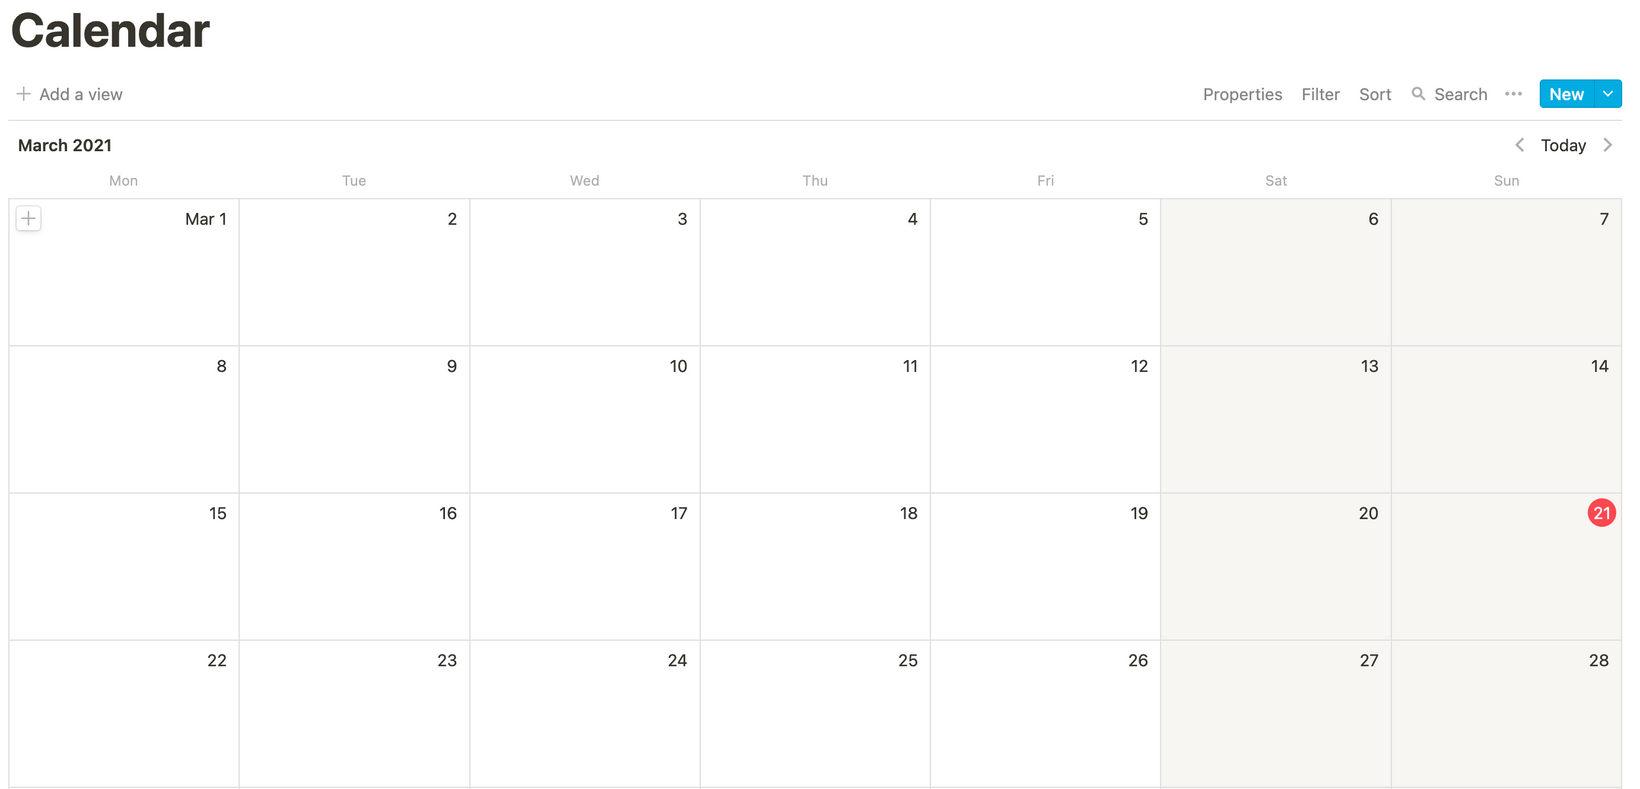 Calendar
Add a view Properties Filter Sort Search New
March 2021 Today
Mon Tue Wed Thu Fri Sat Sun
Mar 1 2 3 4 5 6 7
8 9 10 11 12 13 14
15 16 17 18 19 20 21
22 23 24 25 26 27 28